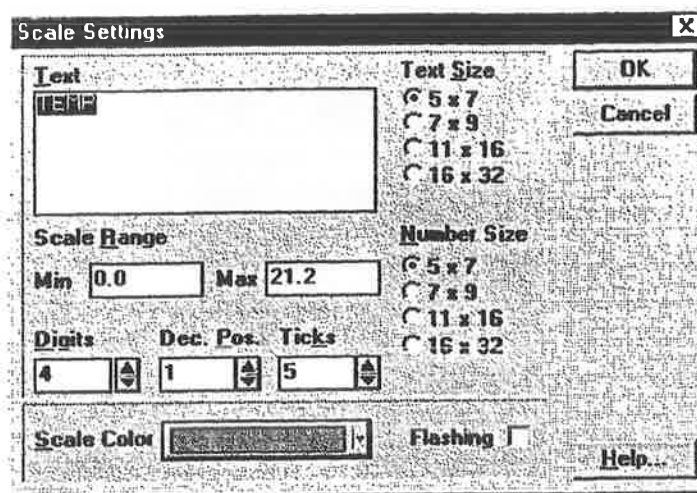 Scale Settings
X
Text
TEMP
Text Size
5 x 7
7 x 9
11 x 16
16 x 32
OK
Cancel
Scale Range
Min 0.0 Max 21.2
Number Size
5 x 7
7 x 9
11 x 16
16 x 32
Digits Dec. Pos. Ticks
4 1 5
Scale Color
Flashing
Help...